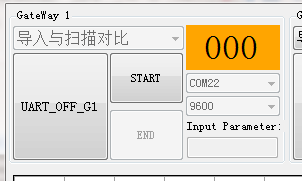 GateWay 1
导入与扫描对比
000
UART_OFF_G1
START
COM22
9600
END
Input Parameter: